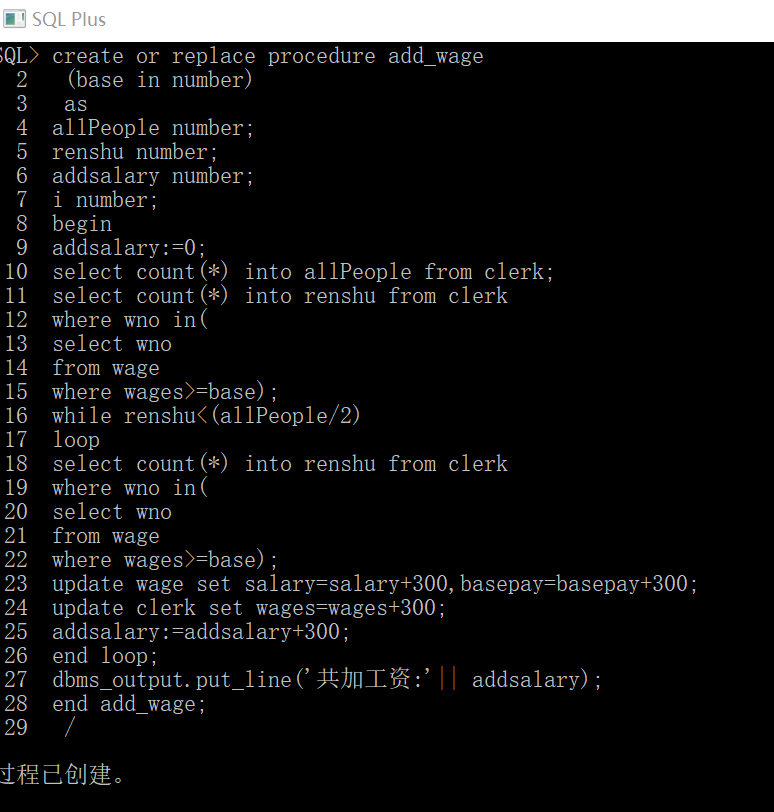 SQL Plus
SQL> create or replace procedure add_wage
2 (base in number)
3 as
4 allPeople number;
5 renshu number;
6 addsalary number;
7 i number;
8 begin
9 addsalary:=0;
10 select count(*) into allPeople from clerk;
11 select count(*) into renshu from clerk
12 where wno in(
13 select wno
14 from wage
15 where wages>=base);
16 while renshu<(allPeople/2)
17 loop
18 select count(*) into renshu from clerk
19 where wno in(
20 select wno
21 from wage
22 where wages>=base);
23 update wage set salary=salary+300,basepay=basepay+300;
24 update clerk set wages=wages+300;
25 addsalary:=addsalary+300;
26 end loop;
27 dbms_output.put_line('共加工资:'|| addsalary);
28 end add_wage;
29 /
过程已创建。